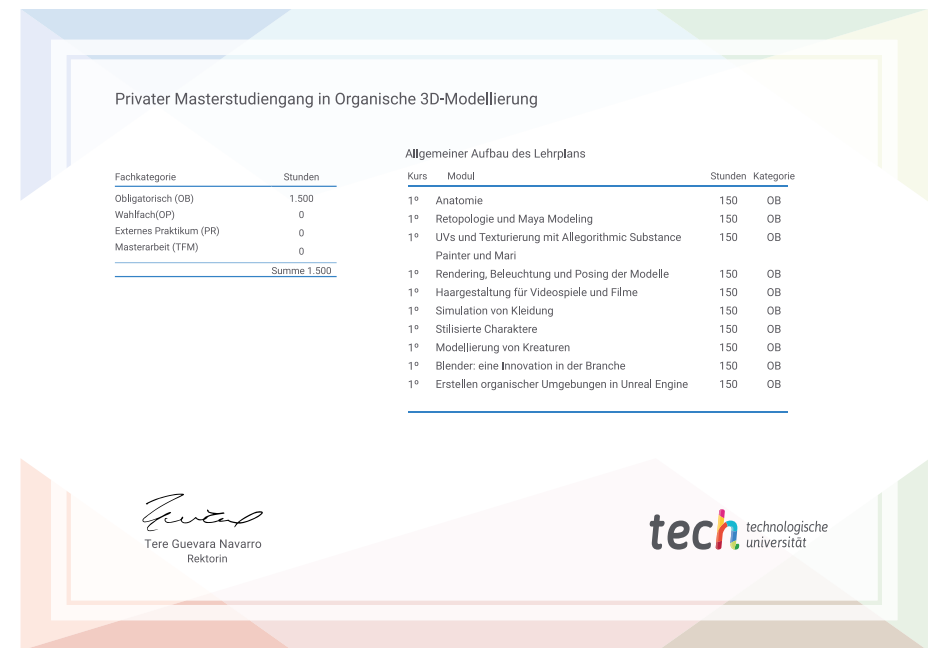 Privater Masterstudiengang in Organische 3D-Modellierung
Fachkategorie Stunden
Obligatorisch (OB) 1.500
Wahlfach(OP) 0
Externes Praktikum (PR) 0
Masterarbeit (TFM) 0
Summe 1.500
Allgemeiner Aufbau des Lehrplans
Kurs Modul Stunden Kategorie
1º Anatomie 150 OB
1º Retopologie und Maya Modeling 150 OB
1º UVs und Texturierung mit Allegorithmic Substance 150 OB
Painter und Mari
1º Rendering, Beleuchtung und Posing der Modelle 150 OB
1º Haargestaltung für Videospiele und Filme 150 OB
1º Simulation von Kleidung 150 OB
1º Stilisierte Charaktere 150 OB
1º Modellierung von Kreaturen 150 OB
1º Blender: eine Innovation in der Branche 150 OB
1º Erstellen organischer Umgebungen in Unreal Engine 150 OB
Tere Guevara Navarro
Rektorin
tech technologische
universität